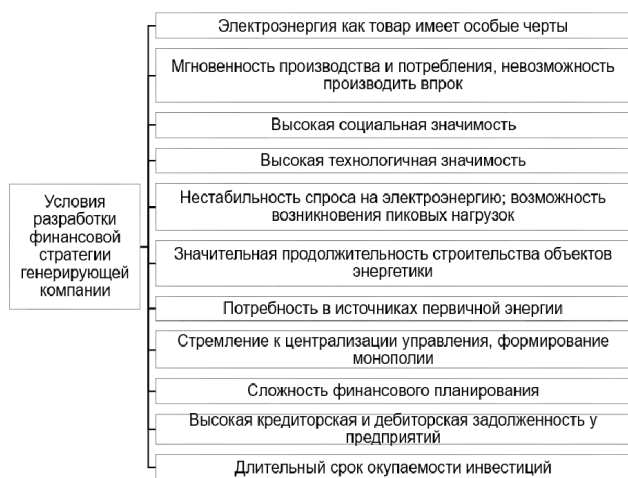 Условия
разработки
финансовой
стратегии
генерирующей
компании
Электроэнергия как товар имеет особые черты
Мгновенность производства и потребления, невозможность
производить впрок
Высокая социальная значимость
Высокая технологичная значимость
Нестабильность спроса на электроэнергию; возможность
возникновения пиковых нагрузок
Значительная продолжительность строительства объектов
энергетики
Потребность в источниках первичной энергии
Стремление к централизации управления, формирование
монополии
Сложность финансового планирования
Высокая кредиторская и дебиторская задолженность у
предприятий
Длительный срок окупаемости инвестиций